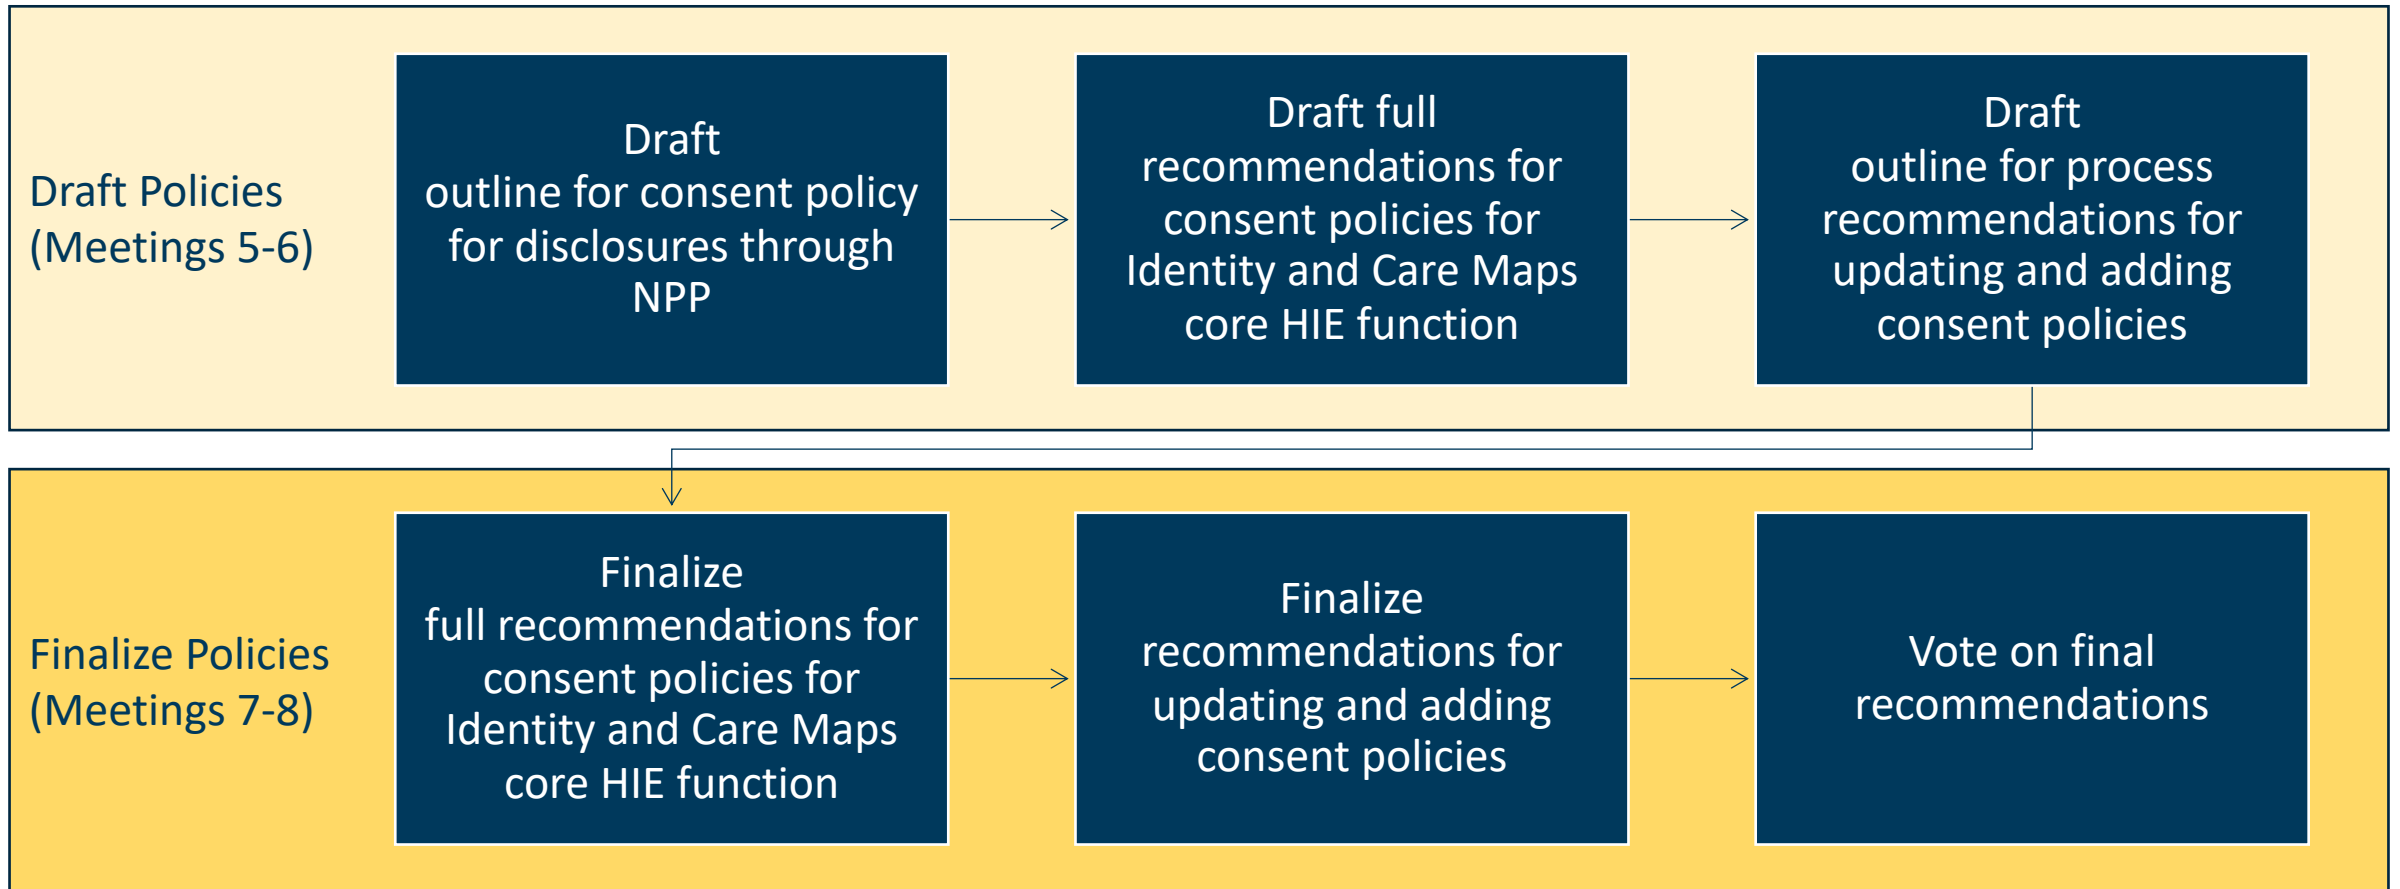 Draft Policies
(Meetings 5-6)
Draft
outline for consent policy
for disclosures through
NPP
Draft full
recommendations for
consent policies for
Identity and Care Maps
core HIE function
Draft
outline for process
recommendations for
updating and adding
consent policies
Finalize Policies
(Meetings 7-8)
Finalize
full recommendations for
consent policies for
Identity and Care Maps
core HIE function
Finalize
recommendations for
updating and adding
consent policies
Vote on final
recommendations